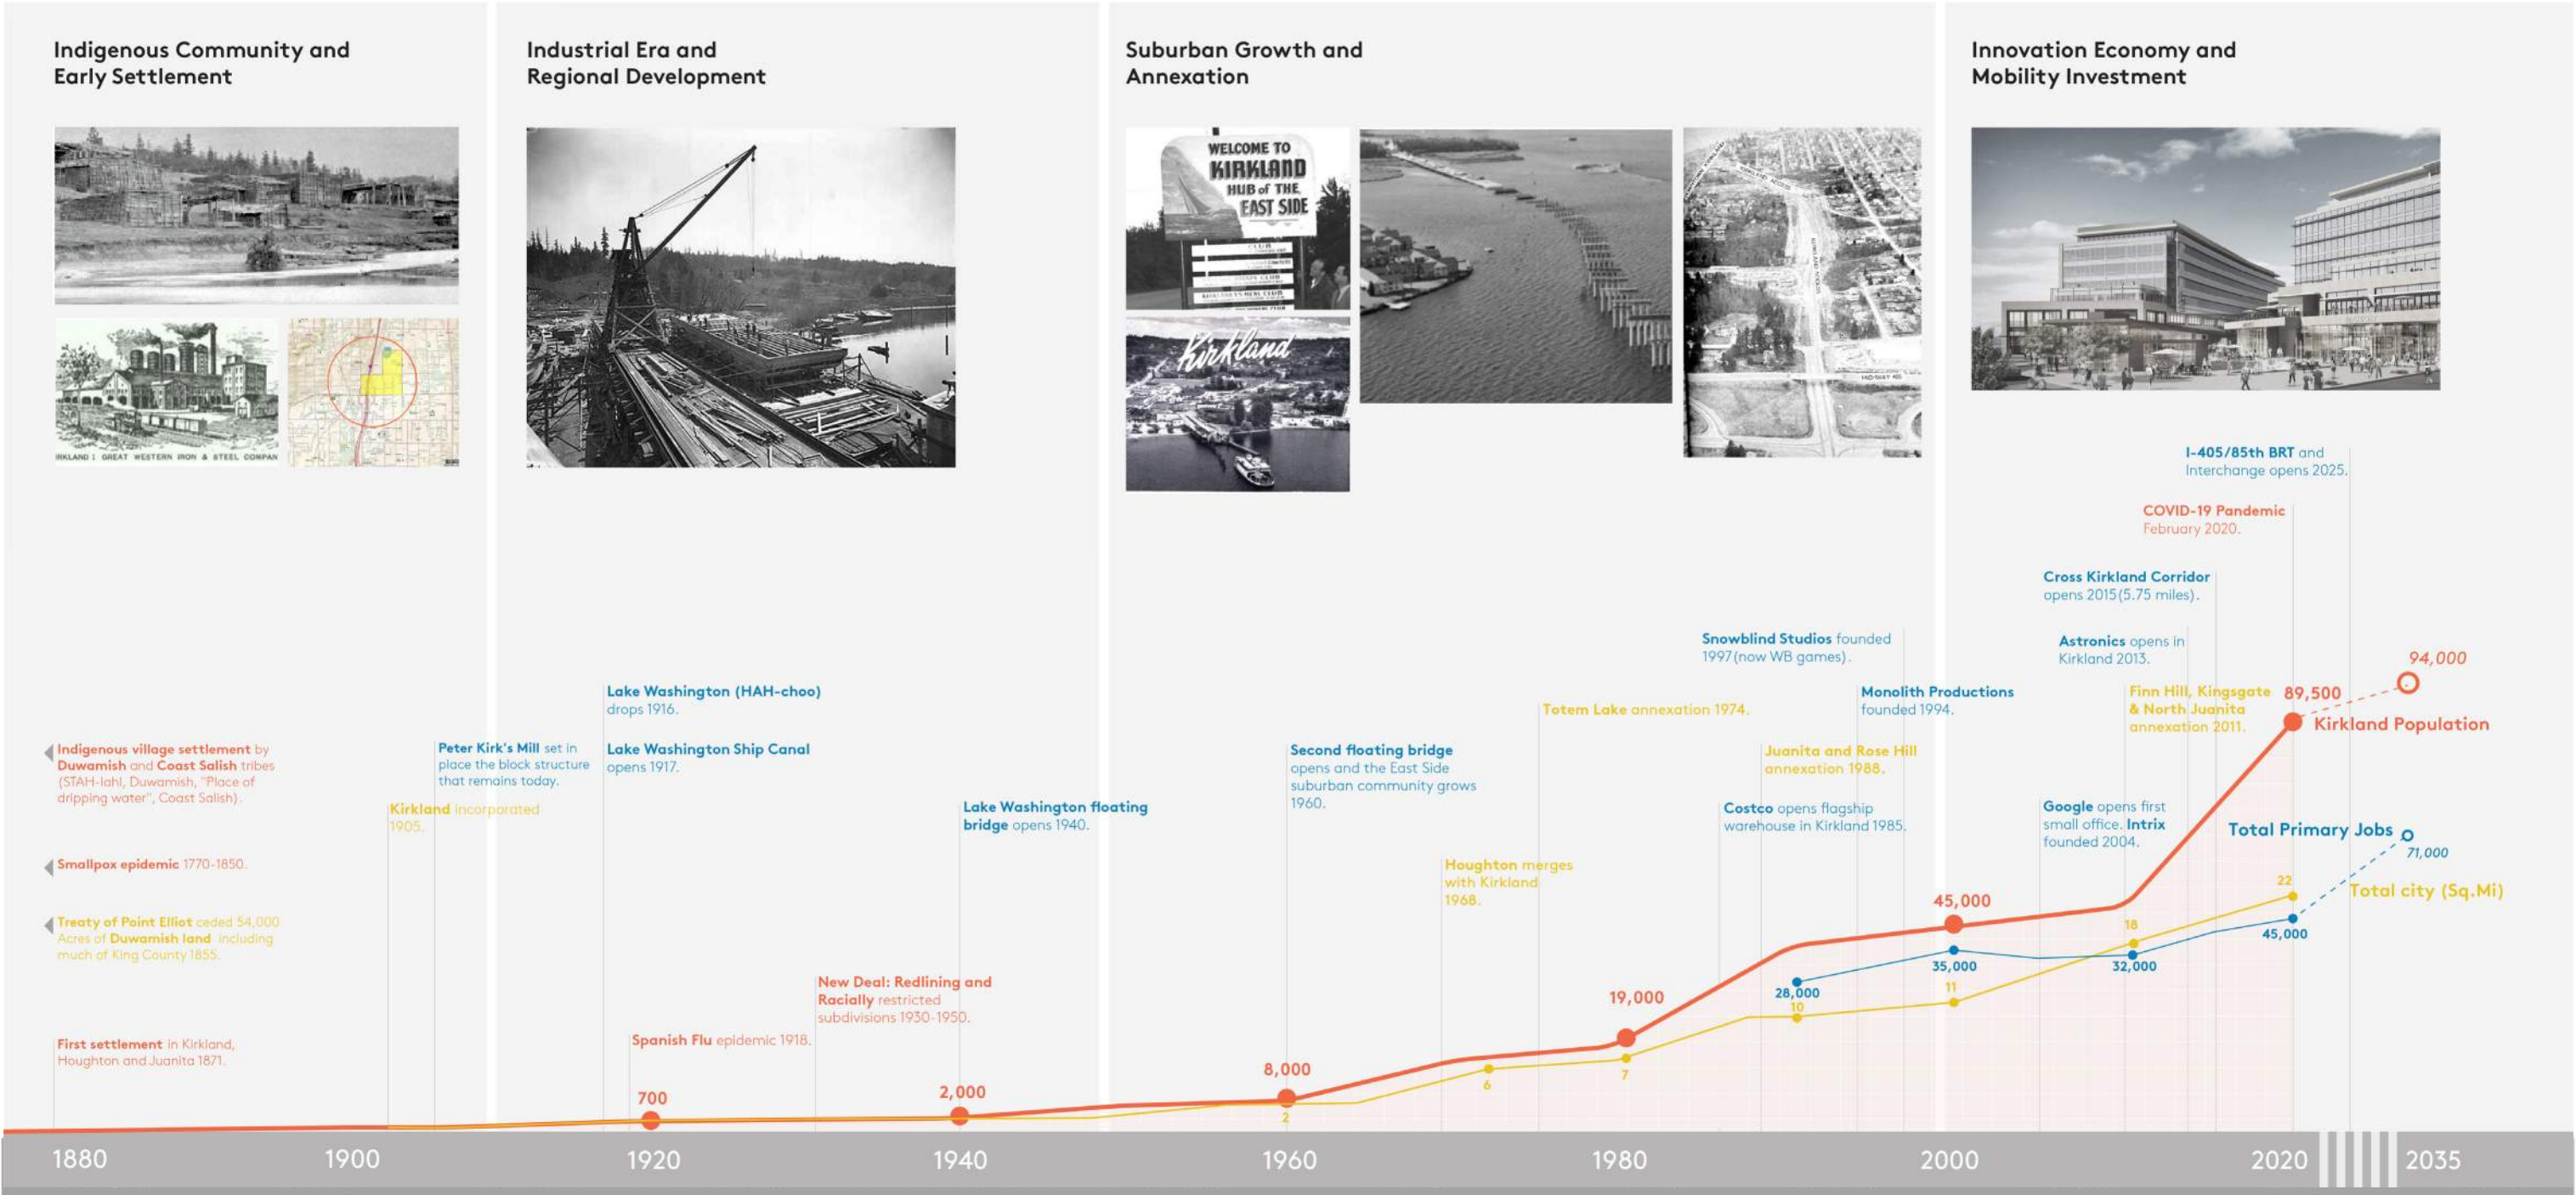 Indigenous Community and
Early Settlement
IRKLAND : GREAT WESTERN IRON & STEEL COMPAN
Industrial Era and
Regional Development
Suburban Growth and
Annexation
WELCOME TO
KIRKLAND
HUB of THE
EAST SIDE
CLUB
Kirkland
Innovation Economy and
Mobility Investment
I-405/85th BRT and
Interchange opens 2025.
COVID-19 Pandemic
February 2020.
Cross Kirkland Corridor
opens 2015(5.75 miles).
Snowblind Studios founded
1997(now WB games).
Astronics opens in
Kirkland 2013.
94,000
Lake Washington (HAH-choo)
drops 1916.
Totem Lake annexation 1974.
Monolith Productions
founded 1994.
Finn Hill, Kingsgate
& North Juanita
annexation 2011.
89,500
Kirkland Population
Indigenous village settlement by
Duwamish and Coast Salish tribes
(STAH-lahl, Duwamish, "Place of
dripping water", Coast Salish).
Peter Kirk's Mill set in
place the block structure
that remains today.
Lake Washington Ship Canal
opens 1917.
Second floating bridge
opens and the East Side
suburban community grows
1960.
Juanita and Rose Hill
annexation 1988.
Kirkland incorporated
1905.
Lake Washington floating
bridge opens 1940.
Costco opens flagship
warehouse in Kirkland 1985.
Google opens first
small office. Intrix
founded 2004.
Total Primary Jobs
71,000
Smallpox epidemic 1770-1850.
Houghton merges
with Kirkland
1968.
22
Total city (Sq.Mi)
45,000
Treaty of Point Elliot ceded 54,000
Acres of Duwamish land including
much of King County 1855.
18
45,000
35,000
32,000
New Deal: Redlining and
Racially restricted
subdivisions 1930-1950.
19,000
28,000
10
11
First settlement in Kirkland,
Houghton and Juanita 1871.
Spanish Flu epidemic 1918.
8,000
6
7
700
2,000
2
1880
1900
1920
1940
1960
1980
2000
2020
2035